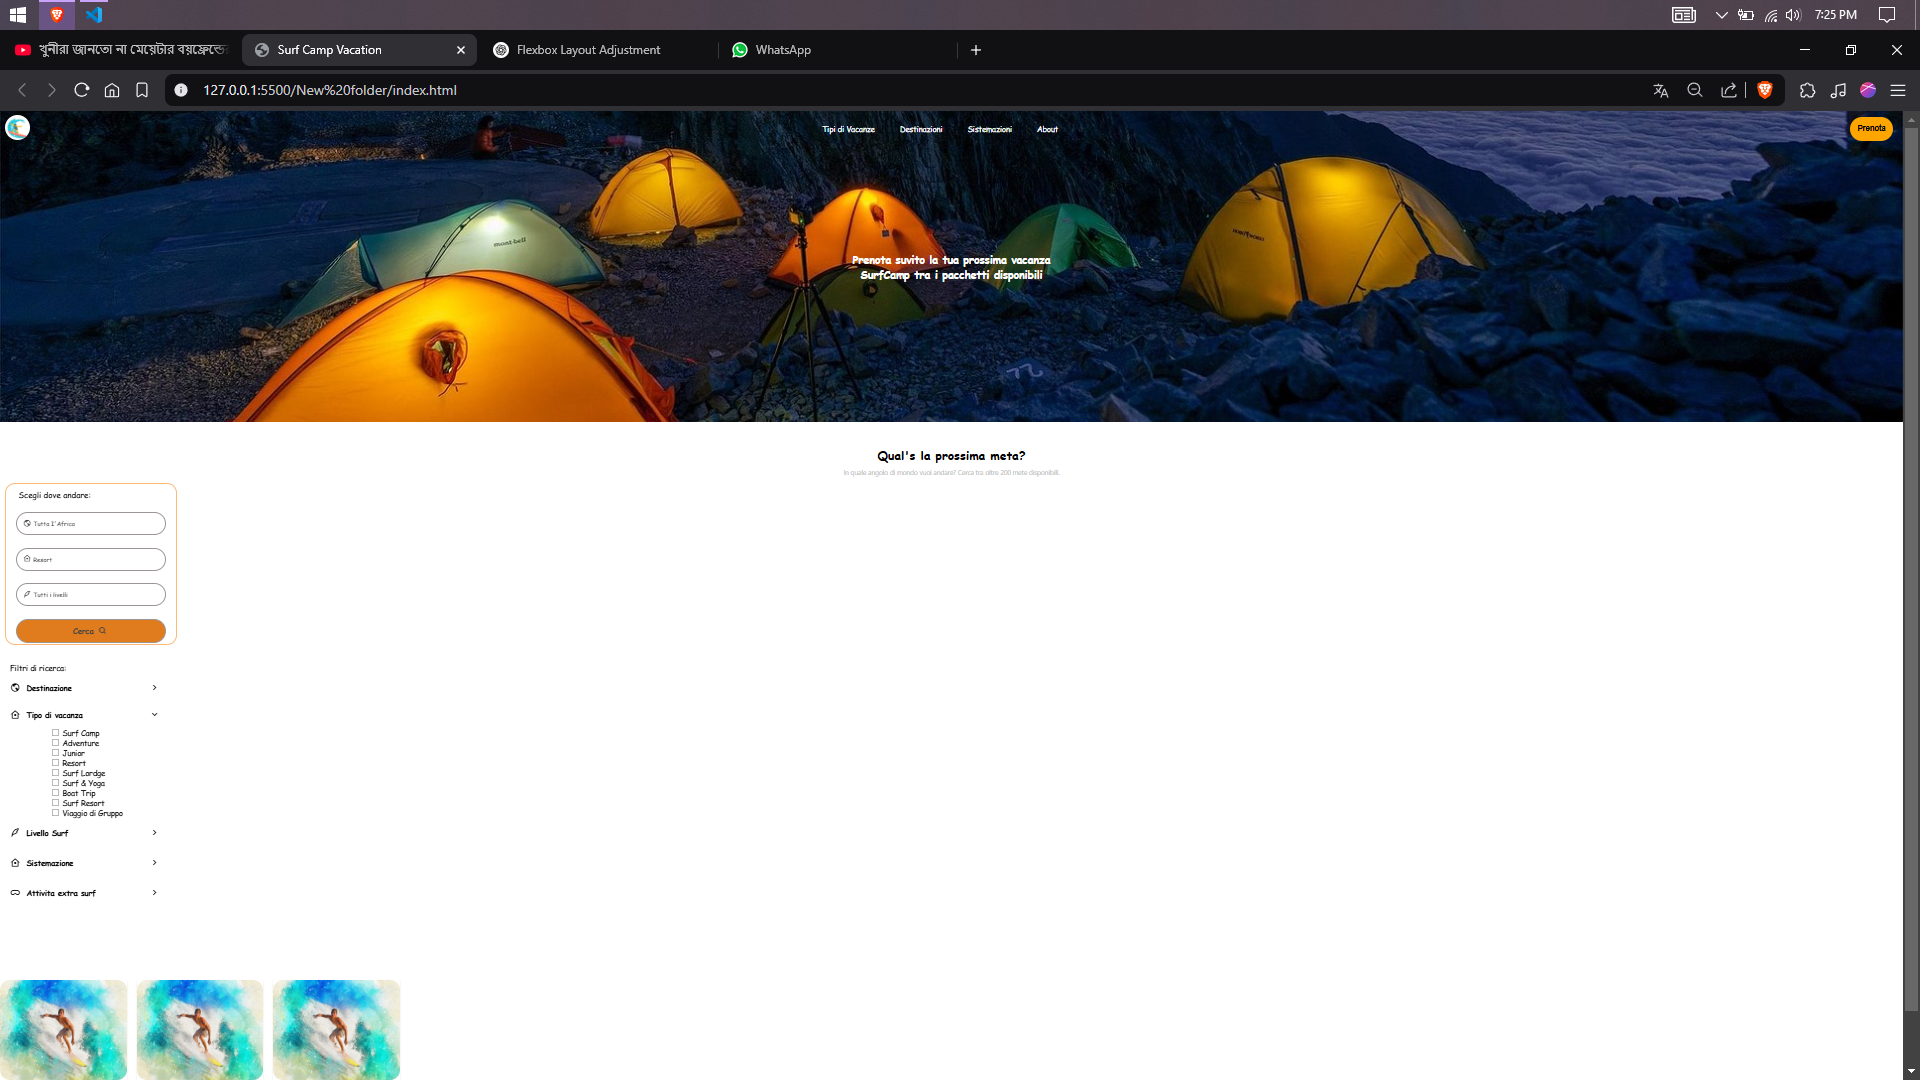 7:25 PM
খুনীরা জানতো না মেয়েটার বয়ফ্রেন্ডের
Surf Camp Vacation
Flexbox Layout Adjustment
WhatsApp
127.0.0.1:5500/New%20folder/index.html
Tipi di Vacanze
Destinazioni
Sistemazioni
About
Prenota
mont-bell
Prenota suvito la tua prossima vacanza
SurfCamp tra i pacchetti disponibili
Qual's la prossima meta?
In quale angolo di mondo vuoi andare? Cerca tra oltre 200 mete disponibili.
Scegli dove andare:
Tutta I'Africa
Resort
Tutti i livelli
Cerca
Filtri di ricerca:
Destinazione
Tipo di vacanza
Surf Camp
Adventure
Junior
Resort
Surf Lordge
Surf & Yoga
Boat Trip
Surf Resort
Viaggio di Gruppo
Livello Surf
Sistemazione
Attivita extra surf